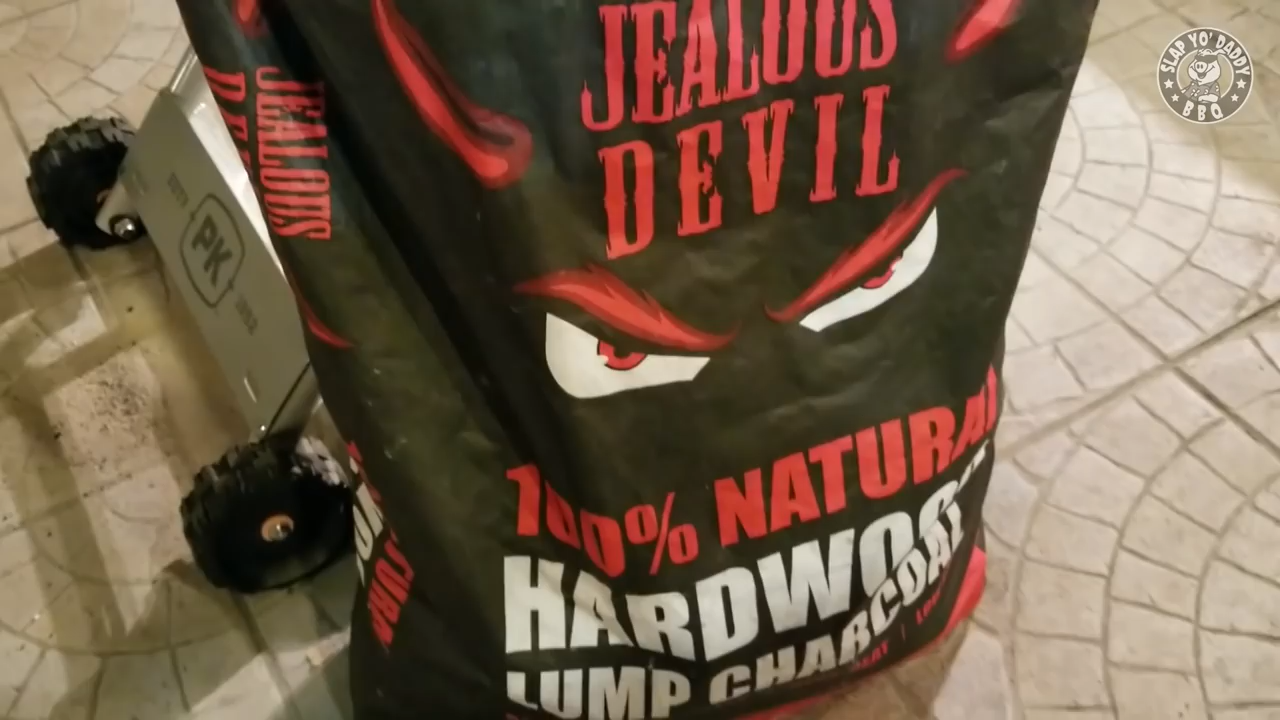 JEALOUS
DEVIL
100% NATURAL
HARDWOOD
LUMP CHARCOAL
JEALOUS
PK
SLAP YO' DADDY
BBQ